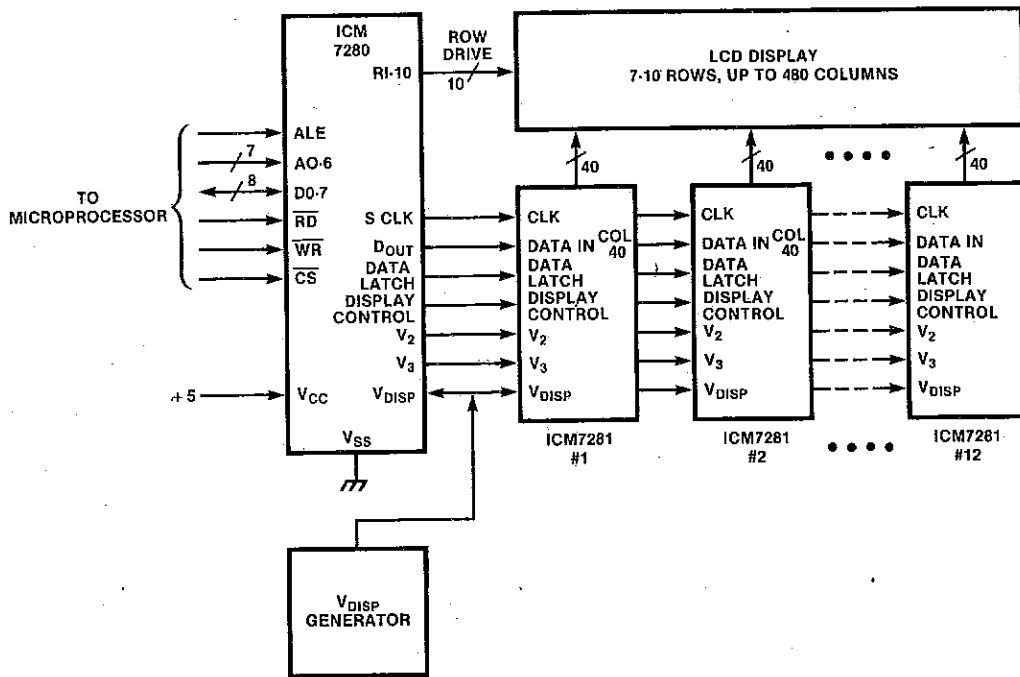 ICM
7280
ROW
DRIVE
RI-10
10
LCD DISPLAY
7-10 ROWS, UP TO 480 COLUMNS
40
40
40
TO
MICROPROCESSOR
ALE
7
AO-6
8
D0-7
RD
WR
CS
+5
VCC
VSS
S CLK
DOUT
DATA
LATCH
DISPLAY
CONTROL
V2
V3
VDISP
CLK
DATA IN
COL
40
DATA
LATCH
DISPLAY
CONTROL
V2
V3
VDISP
ICM7281
#1
CLK
DATA IN
COL
40
DATA
LATCH
DISPLAY
CONTROL
V2
V3
VDISP
ICM7281
#2
CLK
DATA IN
DATA
LATCH
DISPLAY
CONTROL
V2
V3
VDISP
ICM7281
#12
VDISP
GENERATOR